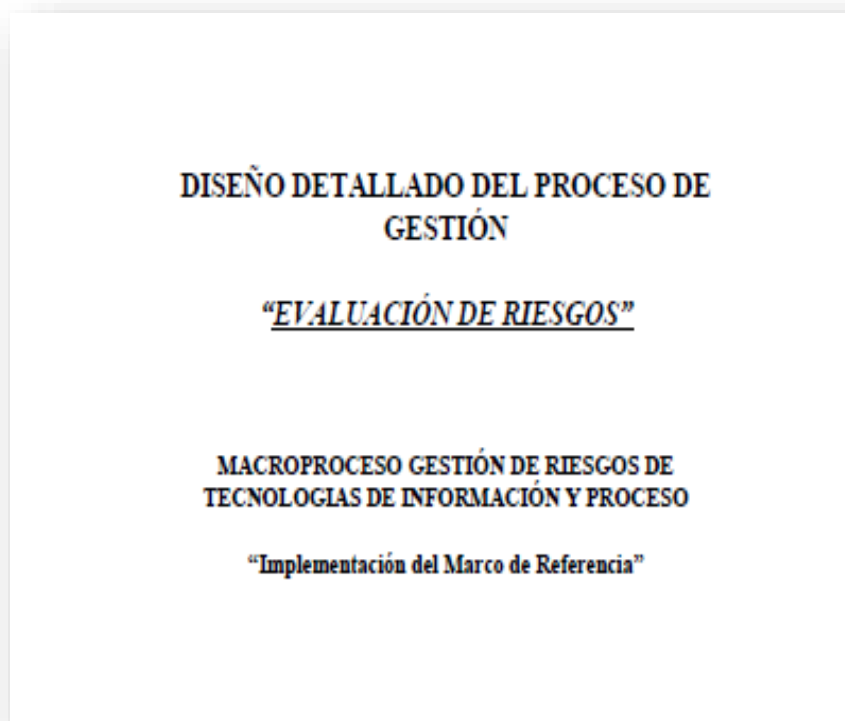 DISEÑO DETALLADO DEL PROCESO DE
GESTIÓN
“EVALUACIÓN DE RIESGOS”
MACROPROCESO GESTIÓN DE RIESGOS DE
TECNOLOGIAS DE INFORMACIÓN Y PROCESO
“Implementación del Marco de Referencia”